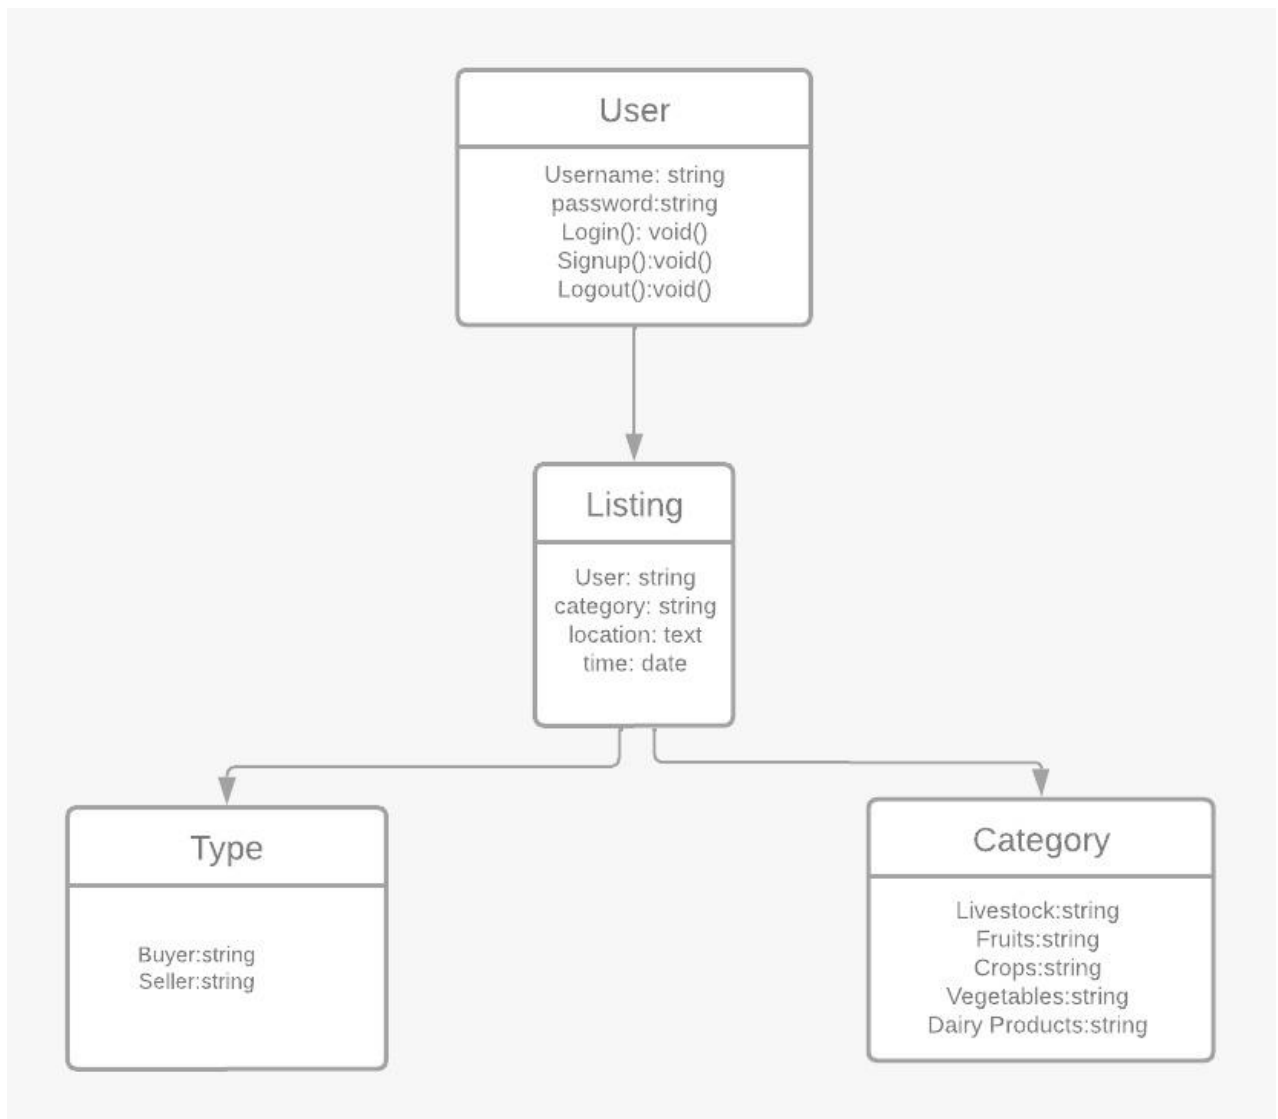 User
Username: string
password:string
Login(): void()
Signup():void()
Logout():void()
Listing
User: string
category: string
location: text
time: date
Type
Buyer:string
Seller:string
Category
Livestock:string
Fruits:string
Crops:string
Vegetables:string
Dairy Products:string